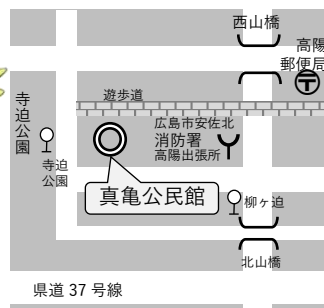 西山橋
高陽
郵便局
遊歩道
寺迫公園
広島市安佐北
消防署
高陽出張所
寺迫
公園
真亀公民館
柳ヶ迫
北山橋
県道 37 号線